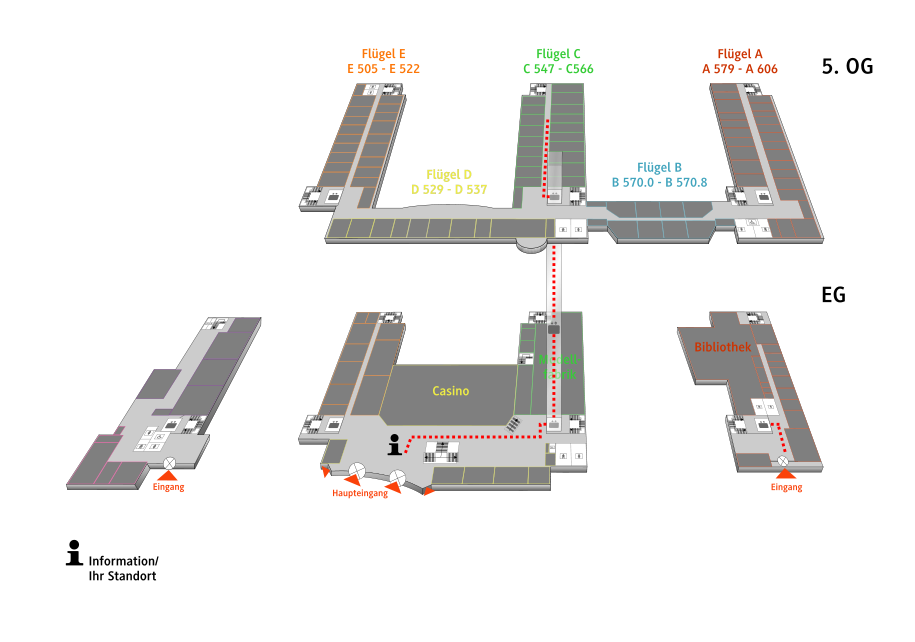 Flügel E
E 505 - E 522
Flügel C
C 547 - C566
Flügel A
A 579 - A 606
5. OG
Flügel D
D 529 - D 537
Flügel B
B 570.0 - B 570.8
EG
Bibliothek
Modell-
fabrik
Casino
Eingang
Haupteingang
Eingang
Information/
Ihr Standort